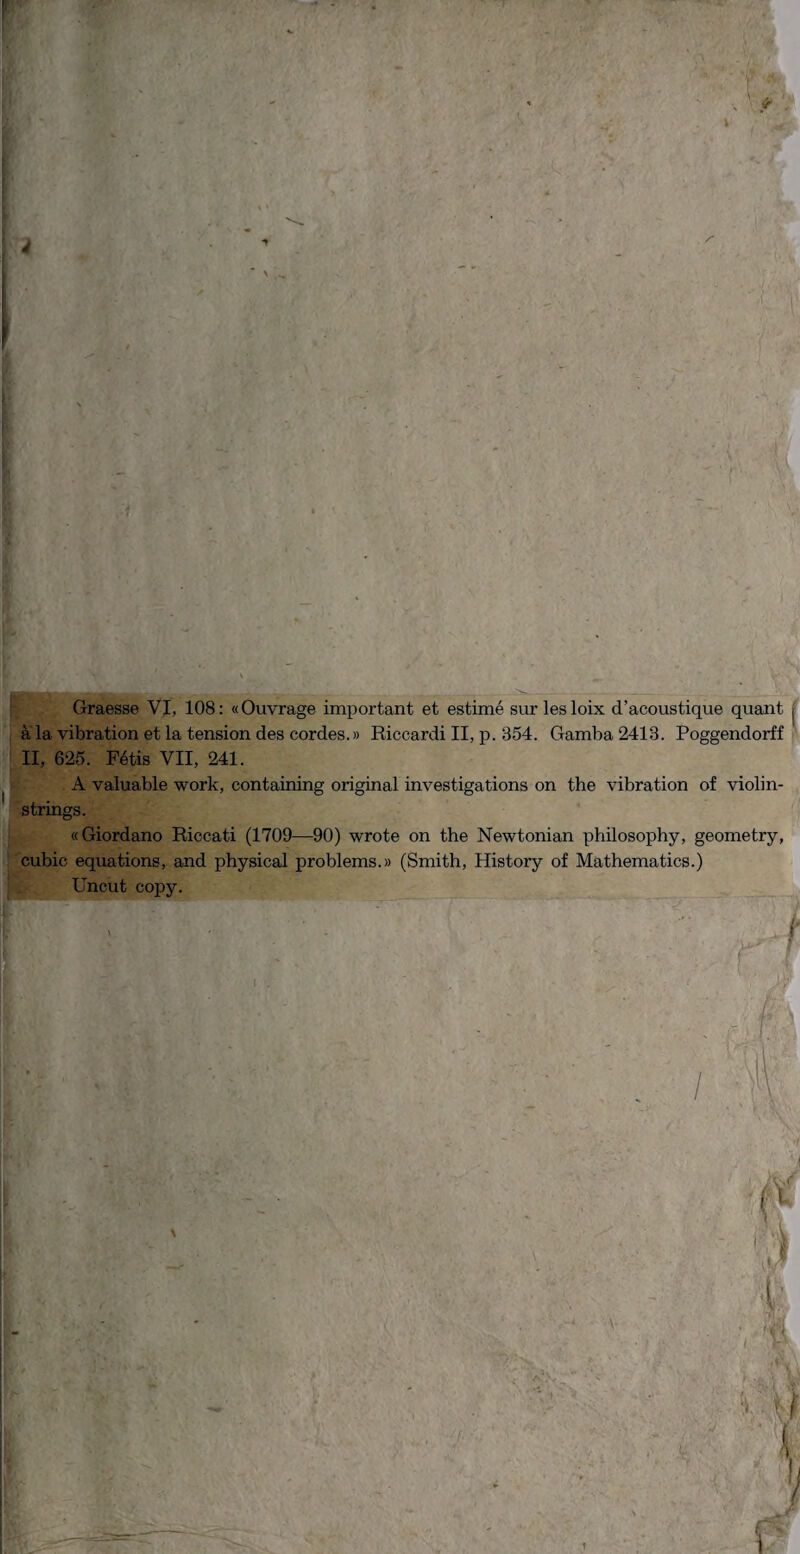 Graesse VI, 108: «Ouvrage important et estimé sur les loix d'acoustique quant
à la vibration et la tension des cordes.» Riccardi II, p. 354. Gamba 2413. Poggendorff
II, 625. Fétis VII, 241.
A valuable work, containing original investigations on the vibration of violin-
strings.
«Giordano Riccati (1709—90) wrote on the Newtonian philosophy, geometry,
cubic equations, and physical problems.» (Smith, History of Mathematics.)
Uncut copy.